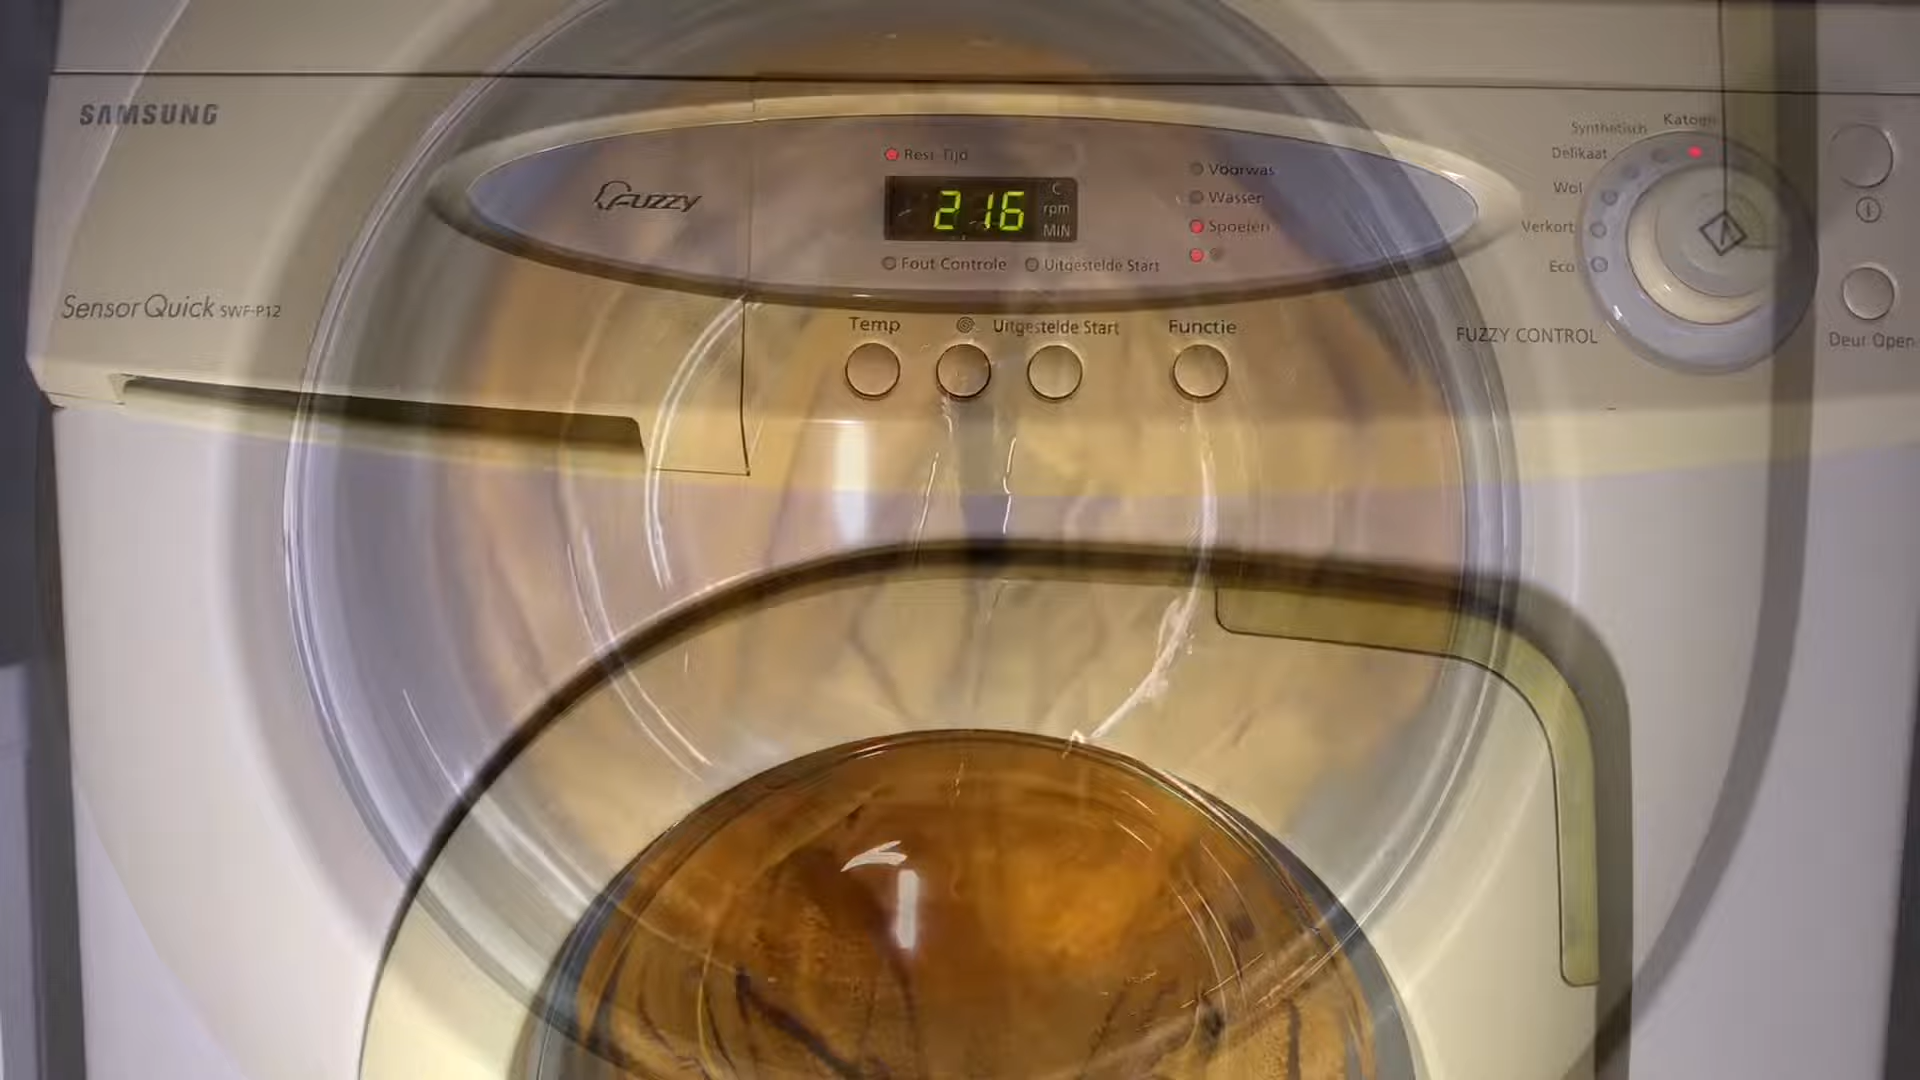 SAMSUNG
Katoen
Synthetisch
Delikaat
Rest Tijd
Voorwas
Wol
Fuzzy
216
C
rpm
MIN
Wassen
Spoelen
Verkort
Fout Controle
Uitgestelde Start
Eco
Sensor Quick SWF-P12
Temp
Uitgestelde Start
Functie
FUZZY CONTROL
Deur Open